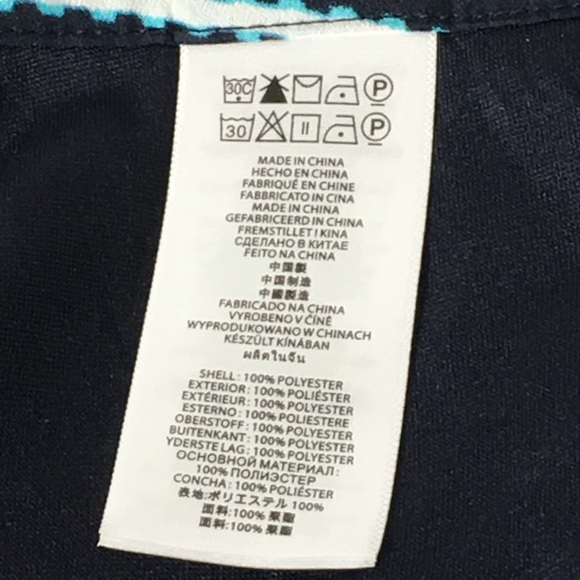 30C P
30 P
MADE IN CHINA
HECHO EN CHINA
FABRIQUÉ EN CHINE
FABBRICATO IN CINA
MADE IN CHINA
GEFABRICEERD IN CHINA
FREMSTILLET I KINA
СДЕЛАНО В КИТАЕ
FEITO NA CHINA
中国製
中国制造
中國製造
FABRICADO NA CHINA
VYROBENO V ČÍNĚ
WYPRODUKOWANO W CHINACH
KÉSZÜLT KÍNÁBAN
ผลิตในจีน
SHELL: 100% POLYESTER
EXTERIOR: 100% POLIÉSTER
EXTÉRIEUR: 100% POLYESTER
ESTERNO: 100% POLIESTERE
OBERSTOFF: 100% POLYESTER
BUITENKANT: 100% POLYESTER
YDERSTE LAG: 100% POLYESTER
ОСНОВНОЙ МАТЕРИАЛ:
100% ПОЛИЭСТЕР
CONCHA: 100% POLIÉSTER
表地:ポリエステル 100%
面料: 100% 聚酯
面料: 100% 聚酯